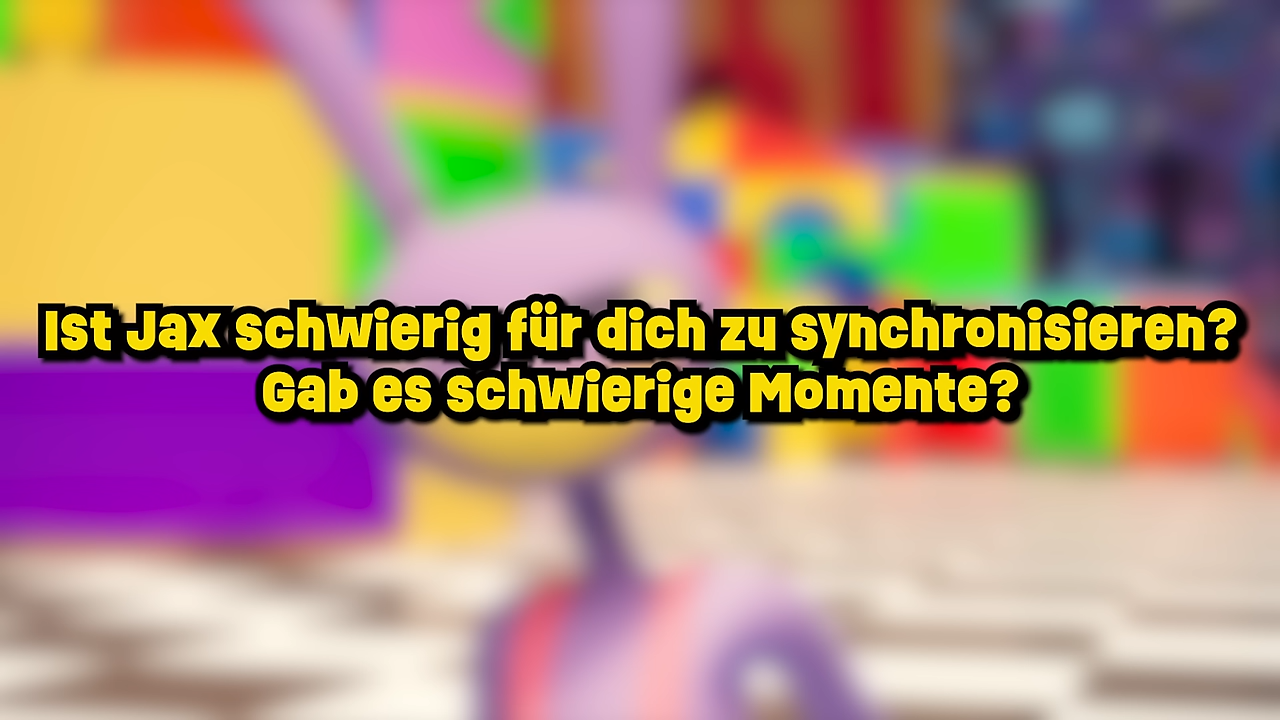 Ist Jax schwierig für dich zu synchronisieren?
Gab es schwierige Momente?